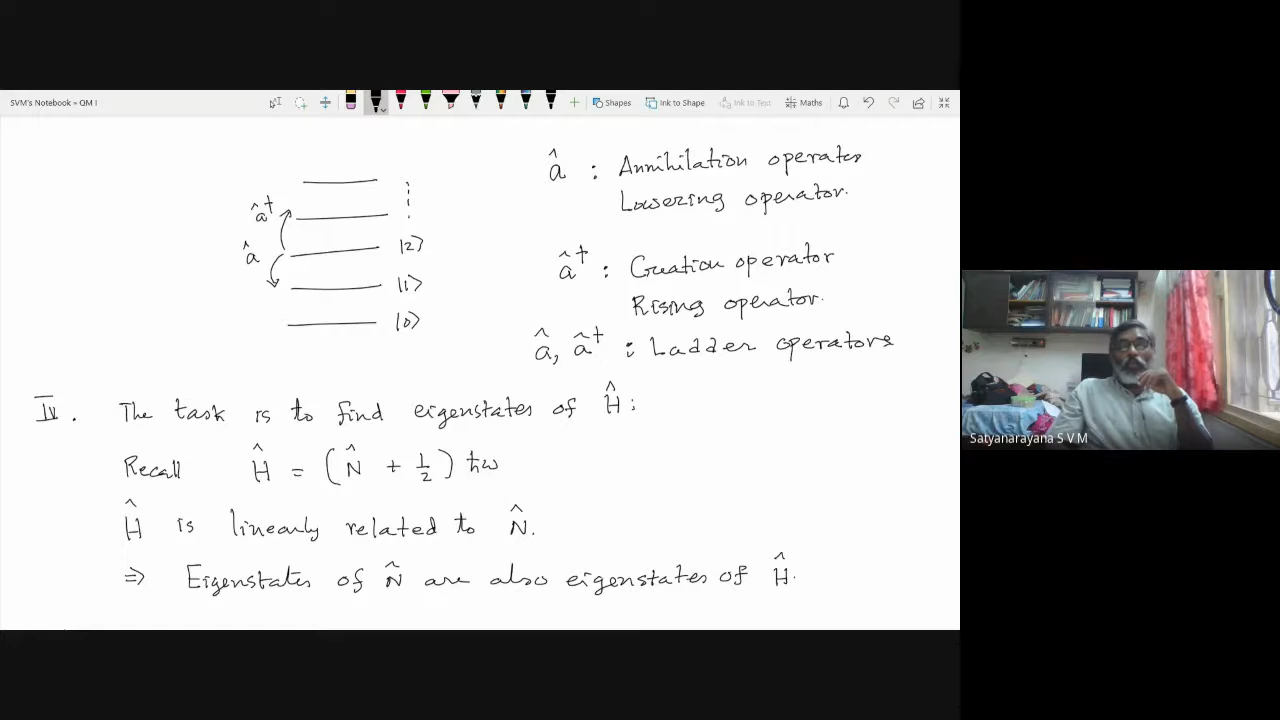 SVM's Notebook » QM I
Shapes
Ink to Shape
Ink to Text
Maths
â : Annihilation operator
Lowering operator.
â†
â
|2⟩
|1⟩
|0⟩
â† : Creation operator
Rising operator.
â, â† : Ladder operators
IV. The task is to find eigenstates of Ĥ:
Recall Ĥ = (N̂ + 1/2) ħω
Ĥ is linearly related to N̂.
⇒ Eigenstates of N̂ are also eigenstates of Ĥ.
Satyanarayana S V M